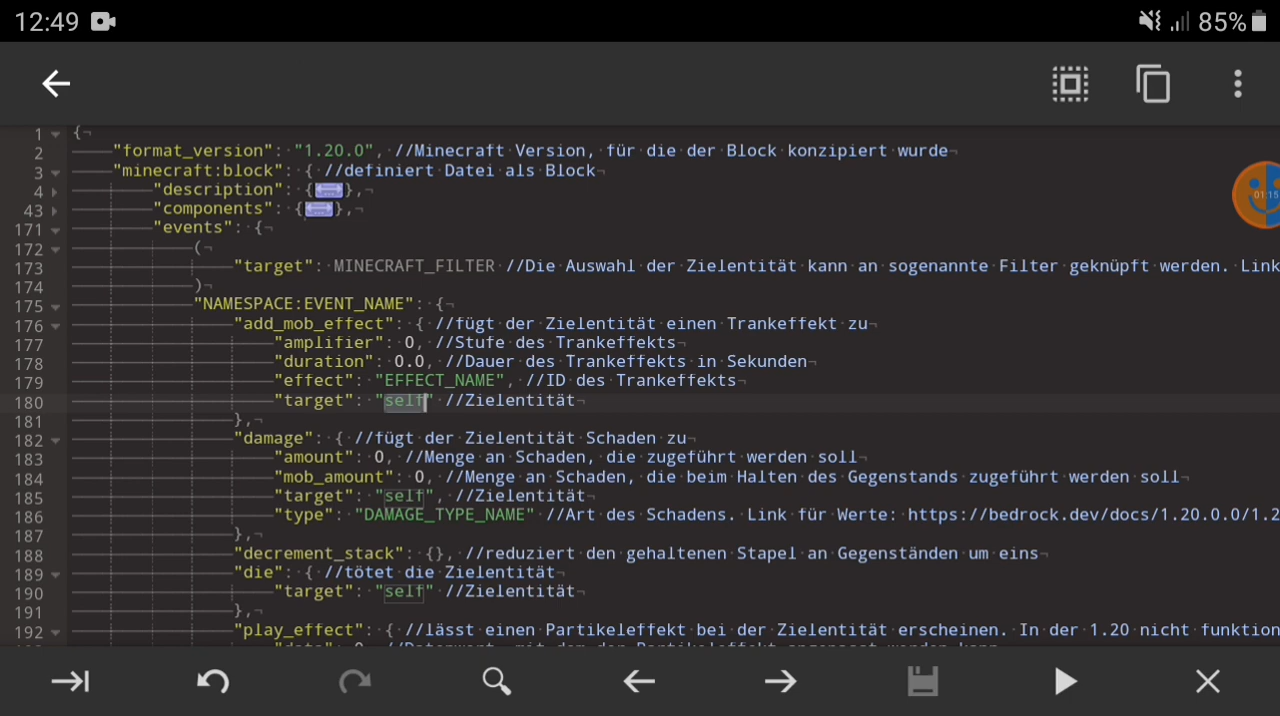 12:49 85%
1 {
2 "format_version": "1.20.0", //Minecraft Version, für die der Block konzipiert wurde
3 "minecraft:block": { //definiert Datei als Block
4 "description": {},
43 "components": {},
171 "events": {
172 (
173 "target": MINECRAFT_FILTER //Die Auswahl der Zielentität kann an sogenannte Filter geknüpft werden. Link
174 )
175 "NAMESPACE:EVENT_NAME": {
176 "add_mob_effect": { //fügt der Zielentität einen Trankeffekt zu
177 "amplifier": 0, //Stufe des Trankeffekts
178 "duration": 0.0, //Dauer des Trankeffekts in Sekunden
179 "effect": "EFFECT_NAME", //ID des Trankeffekts
180 "target": "self" //Zielentität
181 },
182 "damage": { //fügt der Zielentität Schaden zu
183 "amount": 0, //Menge an Schaden, die zugeführt werden soll
184 "mob_amount": 0, //Menge an Schaden, die beim Halten des Gegenstands zugeführt werden soll
185 "target": "self", //Zielentität
186 "type": "DAMAGE_TYPE_NAME" //Art des Schadens. Link für Werte: https://bedrock.dev/docs/1.20.0.0/1.2
187 },
188 "decrement_stack": {}, //reduziert den gehaltenen Stapel an Gegenständen um eins
189 "die": { //tötet die Zielentität
190 "target": "self" //Zielentität
191 },
192 "play_effect": { //lässt einen Partikeleffekt bei der Zielentität erscheinen. In der 1.20 nicht funktion